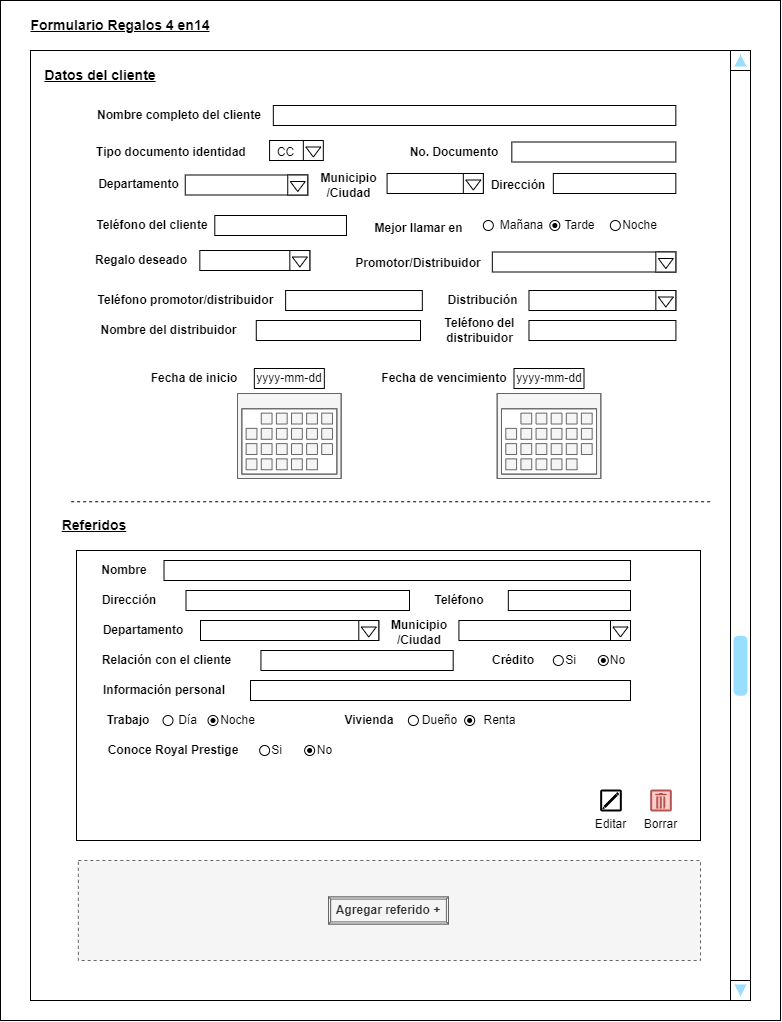 Formulario Regalos 4 en14
Datos del cliente
Nombre completo del cliente
Tipo documento identidad CC No. Documento
Departamento Municipio /Ciudad Dirección
Teléfono del cliente Mejor llamar en Mañana Tarde Noche
Regalo deseado Promotor/Distribuidor
Teléfono promotor/distribuidor Distribución
Nombre del distribuidor Teléfono del distribuidor
Fecha de inicio yyyy-mm-dd Fecha de vencimiento yyyy-mm-dd
Referidos
Nombre
Dirección Teléfono
Departamento Municipio /Ciudad
Relación con el cliente Crédito Si No
Información personal
Trabajo Día Noche Vivienda Dueño Renta
Conoce Royal Prestige Si No
Editar Borrar
Agregar referido +